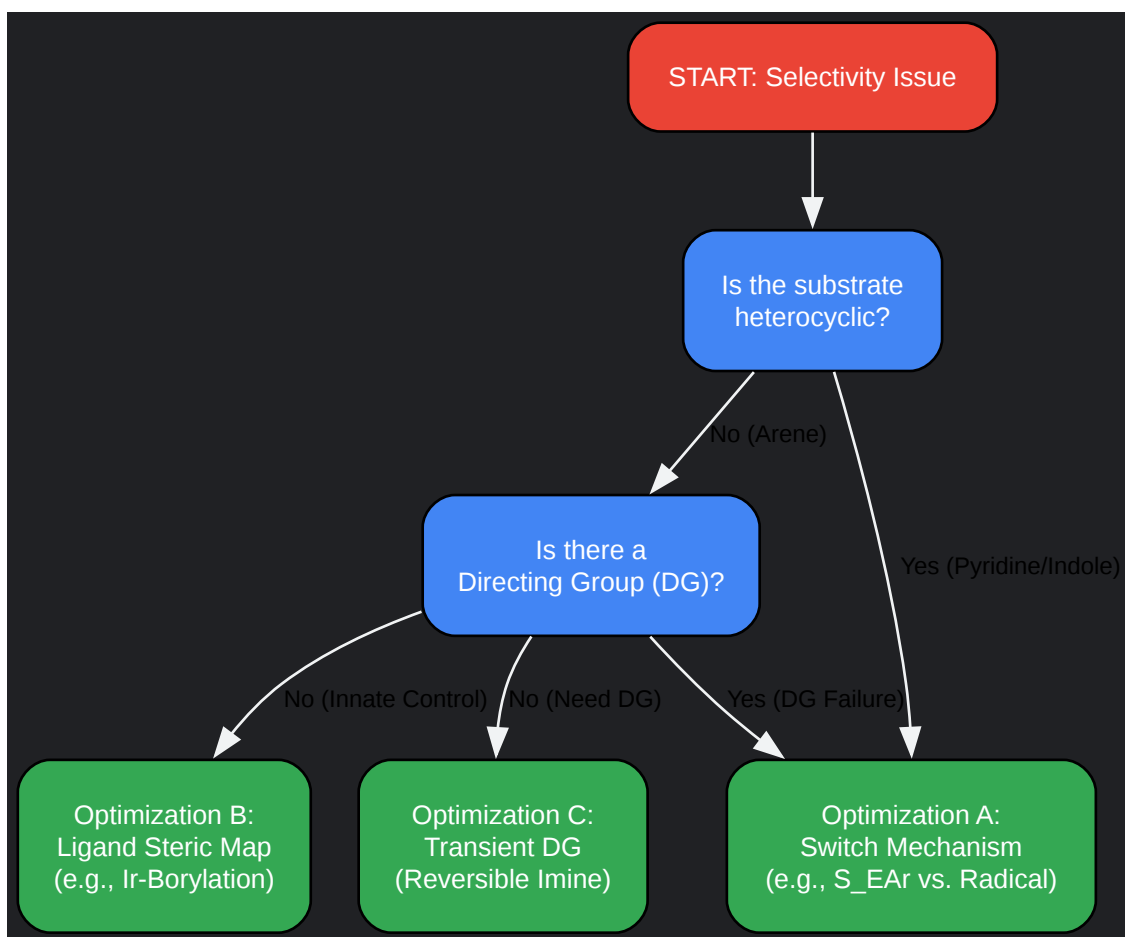 START: Selectivity Issue
Is the substrate
heterocyclic?
No (Arene)
Is there a
Directing Group (DG)?
Yes (Pyridine/Indole)
No (Innate Control)
No (Need DG)
Yes (DG Failure)
Optimization B:
Ligand Steric Map
(e.g., Ir-Borylation)
Optimization C:
Transient DG
(Reversible Imine)
Optimization A:
Switch Mechanism
(e.g., S_EAr vs. Radical)